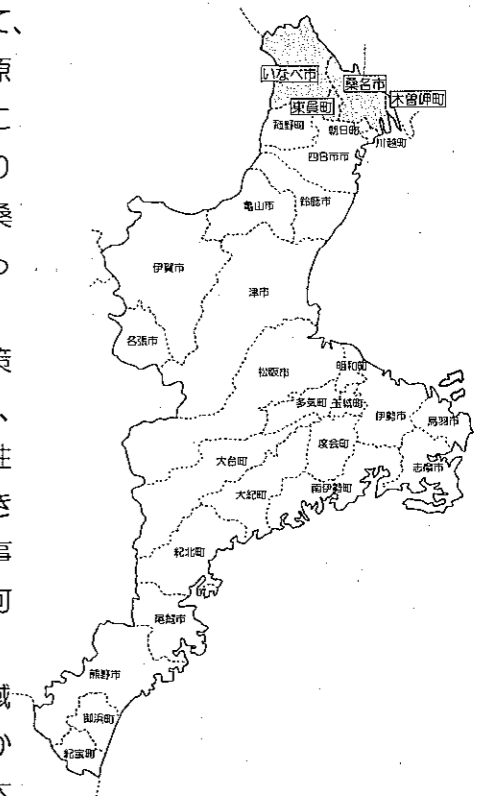 いなべ市
桑名市
東員町
木曽岬町
菰野町
朝日町
川越町
四日市市
亀山市
鈴鹿市
伊賀市
津市
名張市
松阪市
明和町
多気町
玉城町
伊勢市
鳥羽市
度会町
大台町
志摩市
大紀町
南伊勢町
紀北町
尾鷲市
熊野市
御浜町
紀宝町